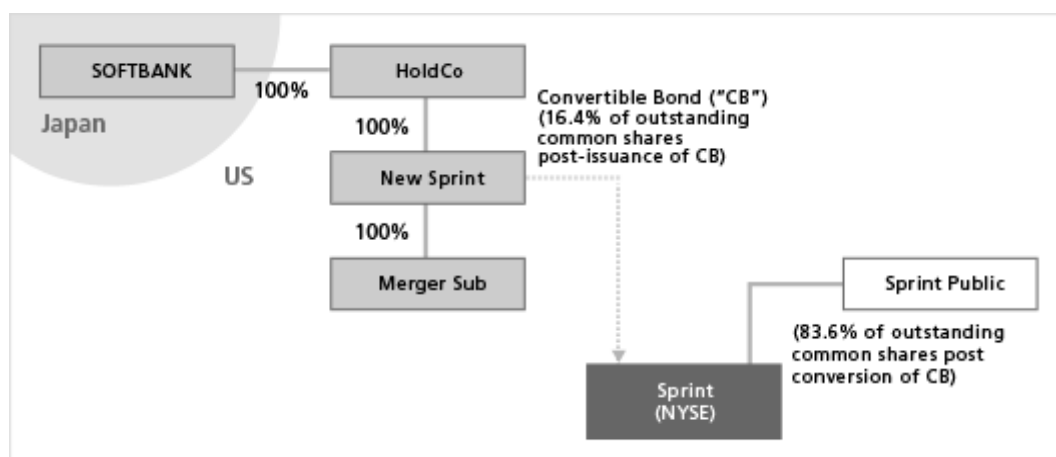 SOFTBANK
100%
HoldCo
Japan
US
100%
Convertible Bond ("CB")
(16.4% of outstanding
common shares
post-issuance of CB)
New Sprint
100%
Merger Sub
Sprint Public
(83.6% of outstanding
common shares post
conversion of CB)
Sprint
(NYSE)